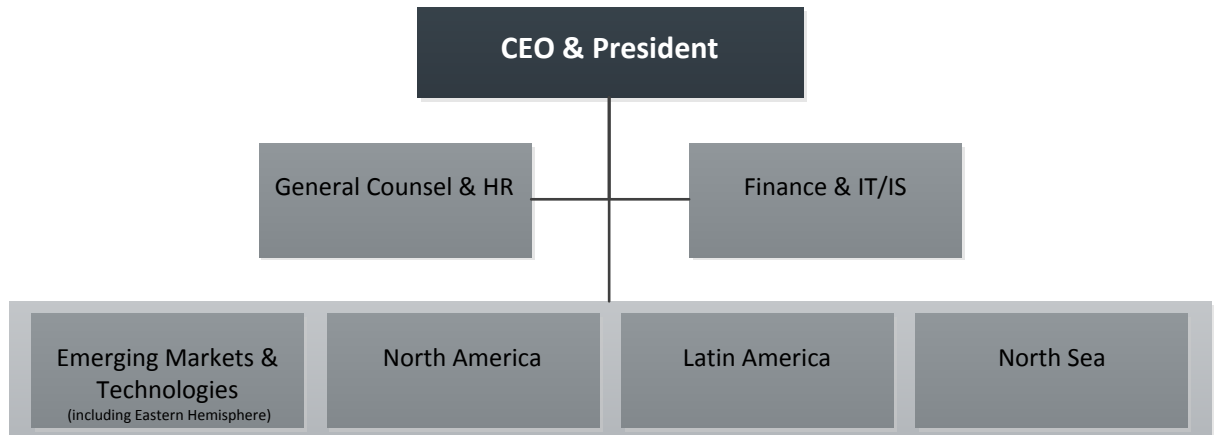 CEO & President
General Counsel & HR
Finance & IT/IS
Emerging Markets &
Technologies
(including Eastern Hemisphere)
North America
Latin America
North Sea